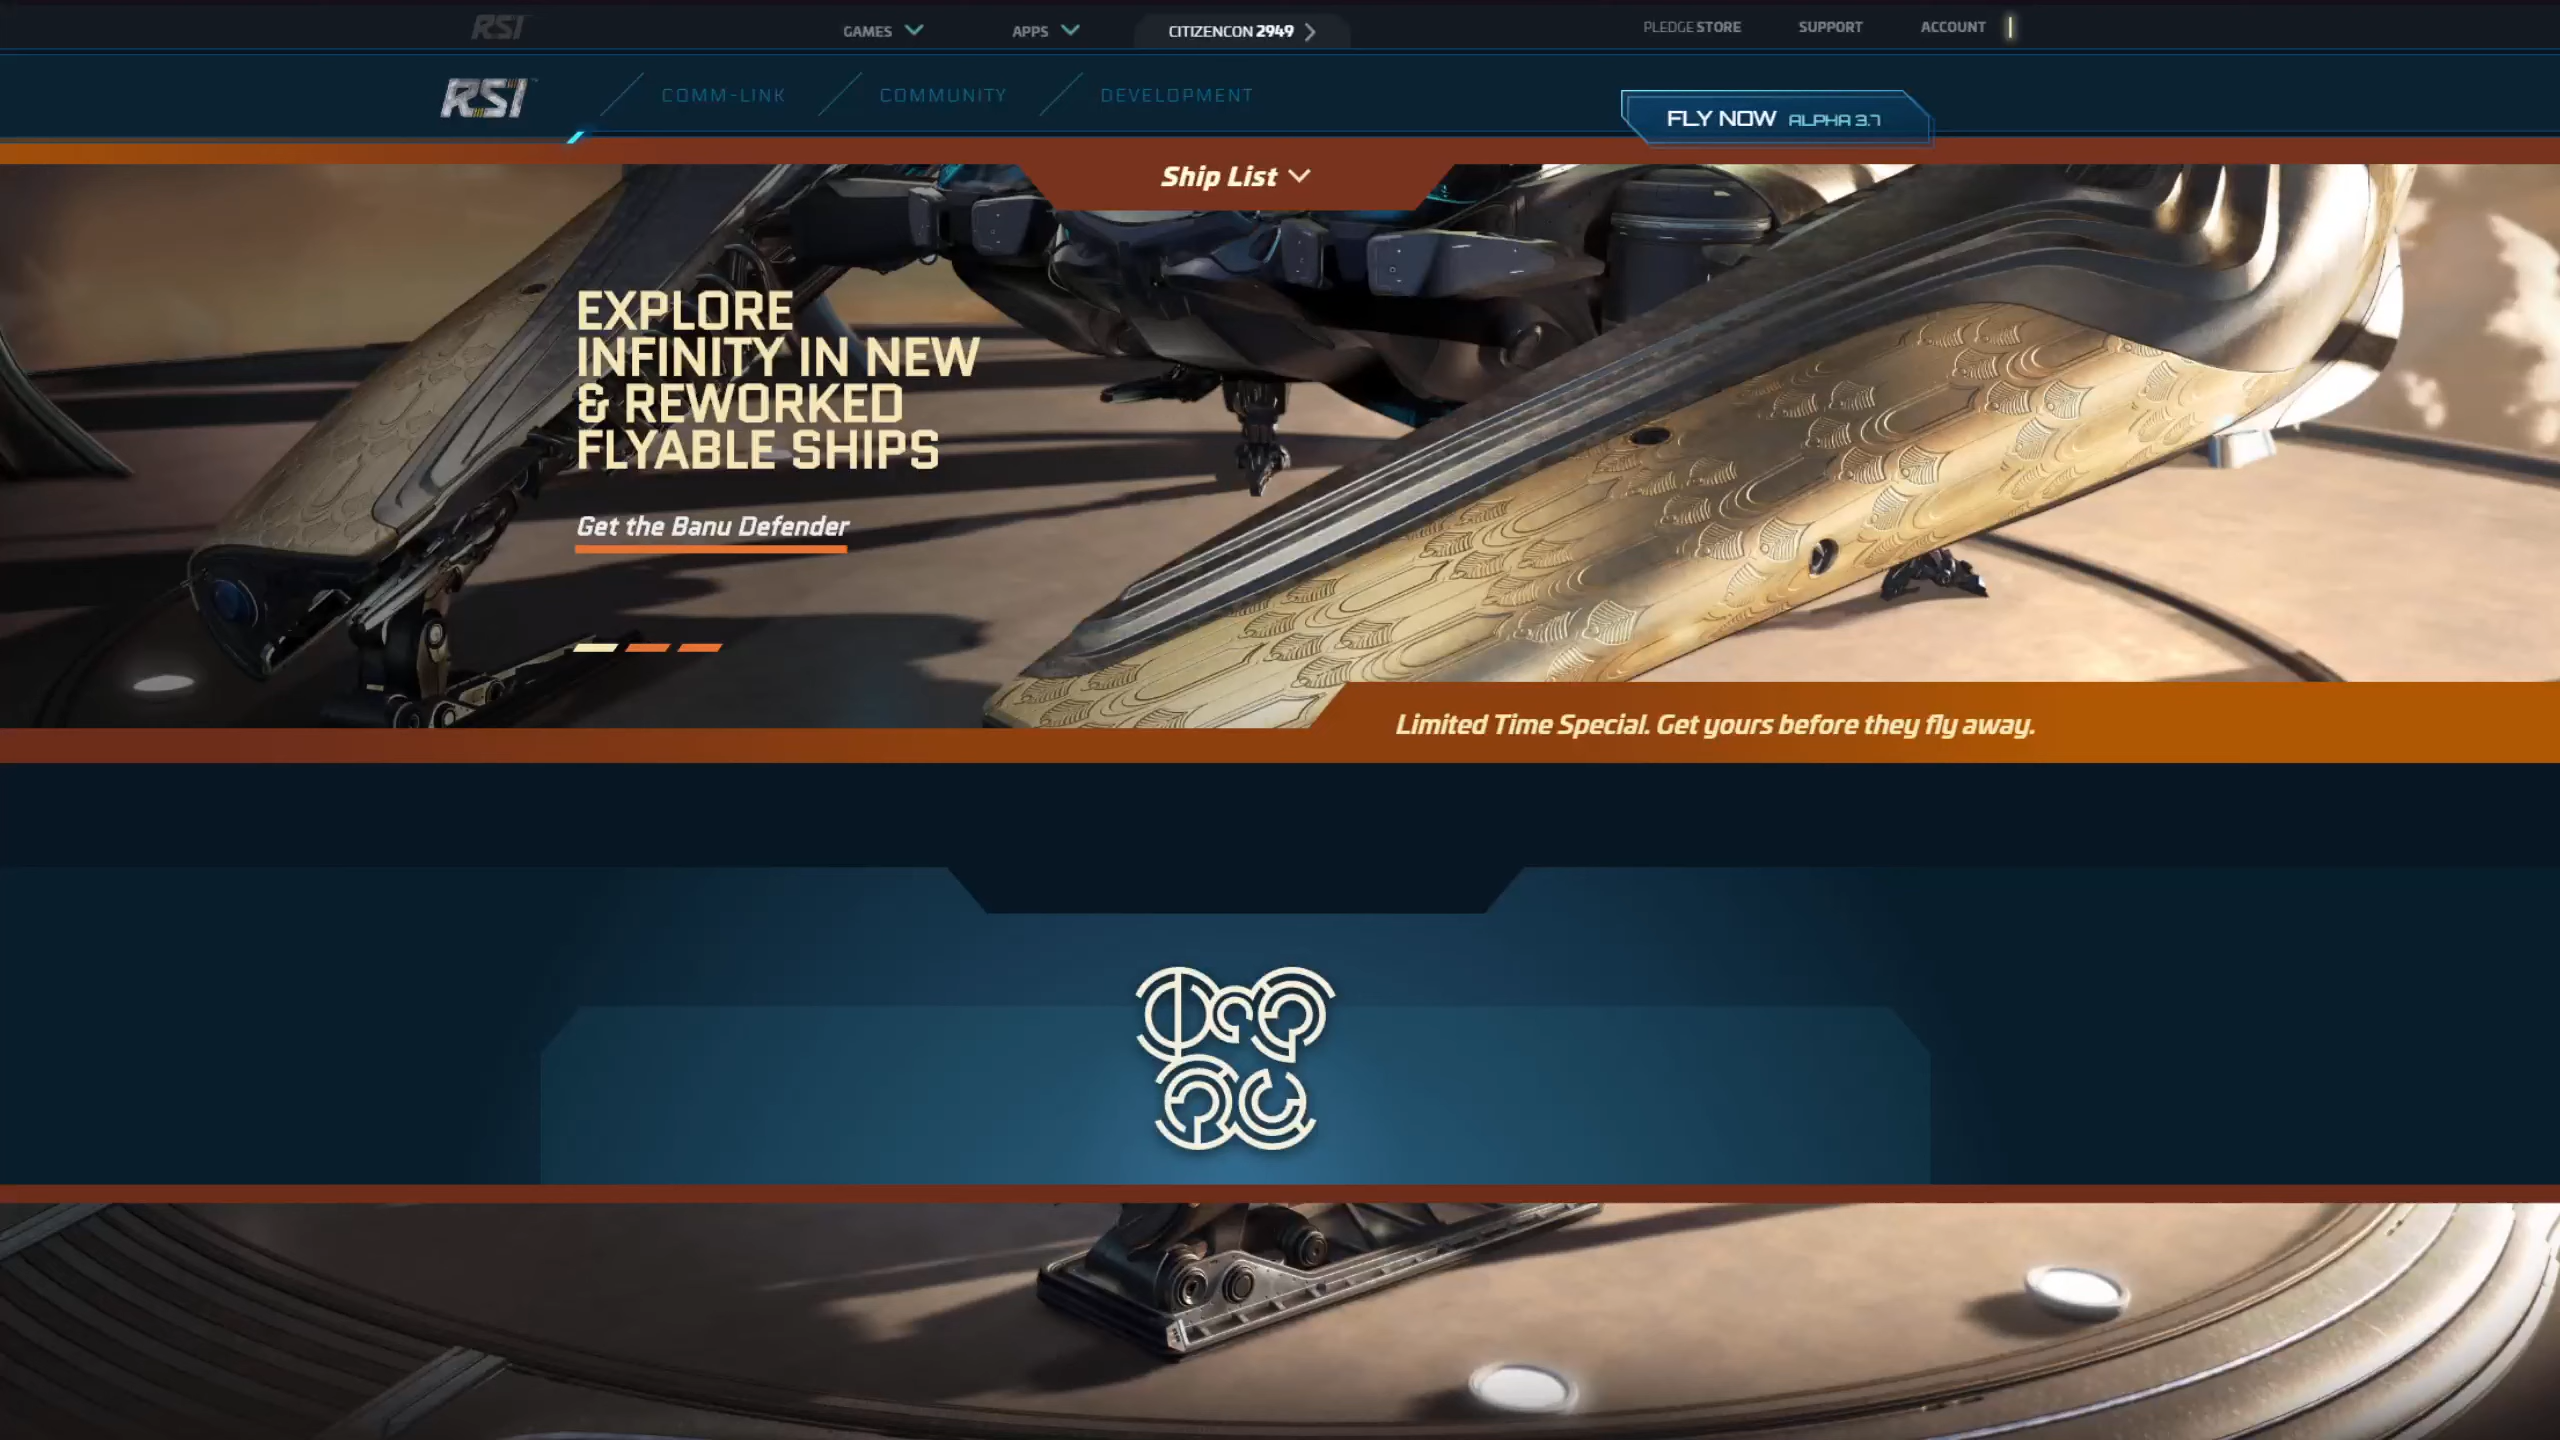 RSI
GAMES
APPS
CITIZENCON 2949
PLEDGE STORE
SUPPORT
ACCOUNT
RSI
COMM-LINK
COMMUNITY
DEVELOPMENT
FLY NOW ALPHA 3.7
Ship List
EXPLORE
INFINITY IN NEW
& REWORKED
FLYABLE SHIPS
Get the Banu Defender
Limited Time Special. Get yours before they fly away.